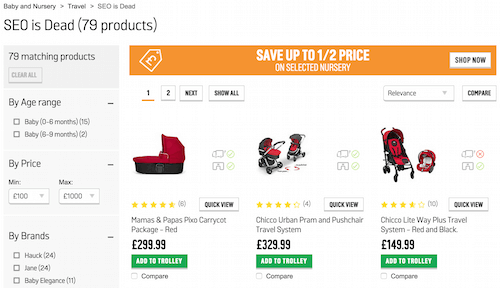 Baby and Nursery > Travel > SEO is Dead
SEO is Dead (79 products)
79 matching products
CLEAR ALL
By Age range
Baby (0-6 months) (15)
Baby (6-9 months) (2)
By Price
Min:
Max:
£100
£1000
By Brands
Hauck (24)
Jane (24)
Baby Elegance (11)
SAVE UP TO 1/2 PRICE
ON SELECTED NURSERY
SHOP NOW
1
2
NEXT
SHOW ALL
Relevance
COMPARE
(6)
QUICK VIEW
Mamas & Papas Pixo Carrycot
Package - Red
£299.99
ADD TO TROLLEY
Compare
(4)
QUICK VIEW
Chicco Urban Pram and Pushchair
Travel System
£329.99
ADD TO TROLLEY
Compare
(10)
QUICK VIEW
Chicco Lite Way Plus Travel
System - Red and Black.
£149.99
ADD TO TROLLEY
Compare